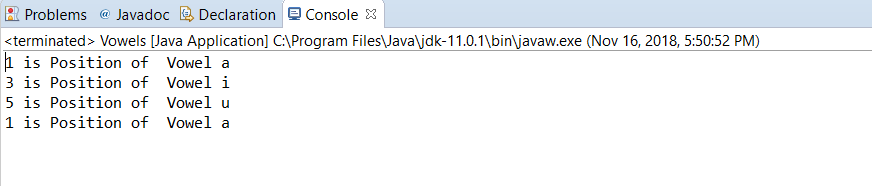 Problems @ Javadoc Declaration Console
<terminated> Vowels [Java Application] C:\Program Files\Java\jdk-11.0.1\bin\javaw.exe (Nov 16, 2018, 5:50:52 PM)
1 is Position of  Vowel a
3 is Position of  Vowel i
5 is Position of  Vowel u
1 is Position of  Vowel a